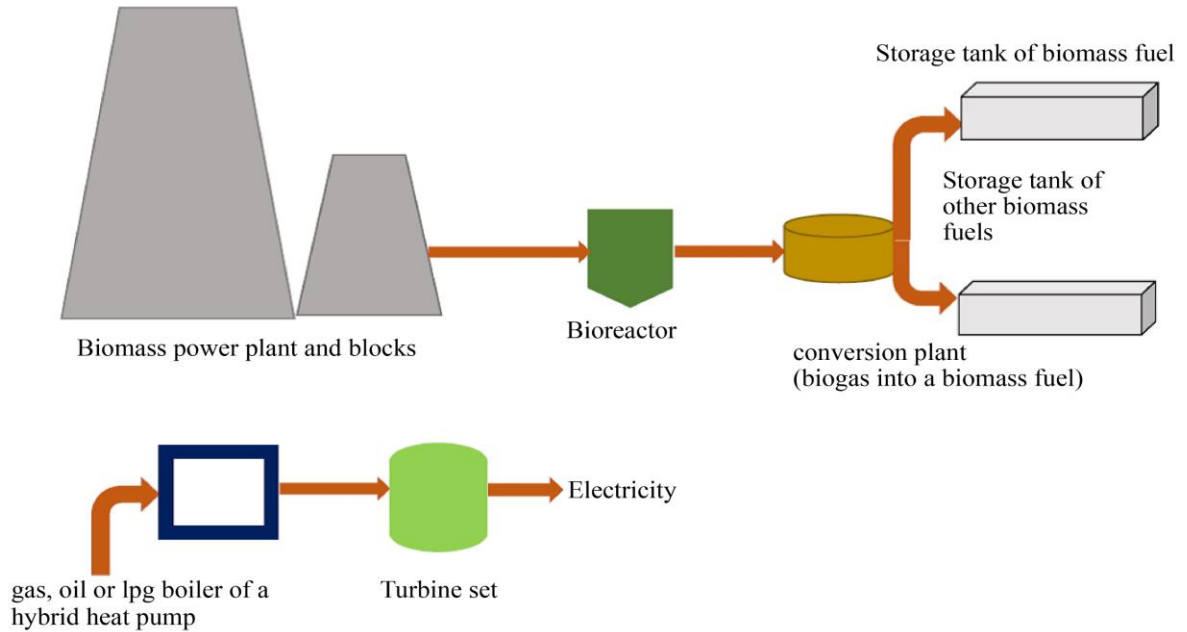 Storage tank of biomass fuel
Storage tank of
other biomass
fuels
Biomass power plant and blocks
Bioreactor
conversion plant
(biogas into a biomass fuel)
Electricity
gas, oil or lpg boiler of a
hybrid heat pump
Turbine set